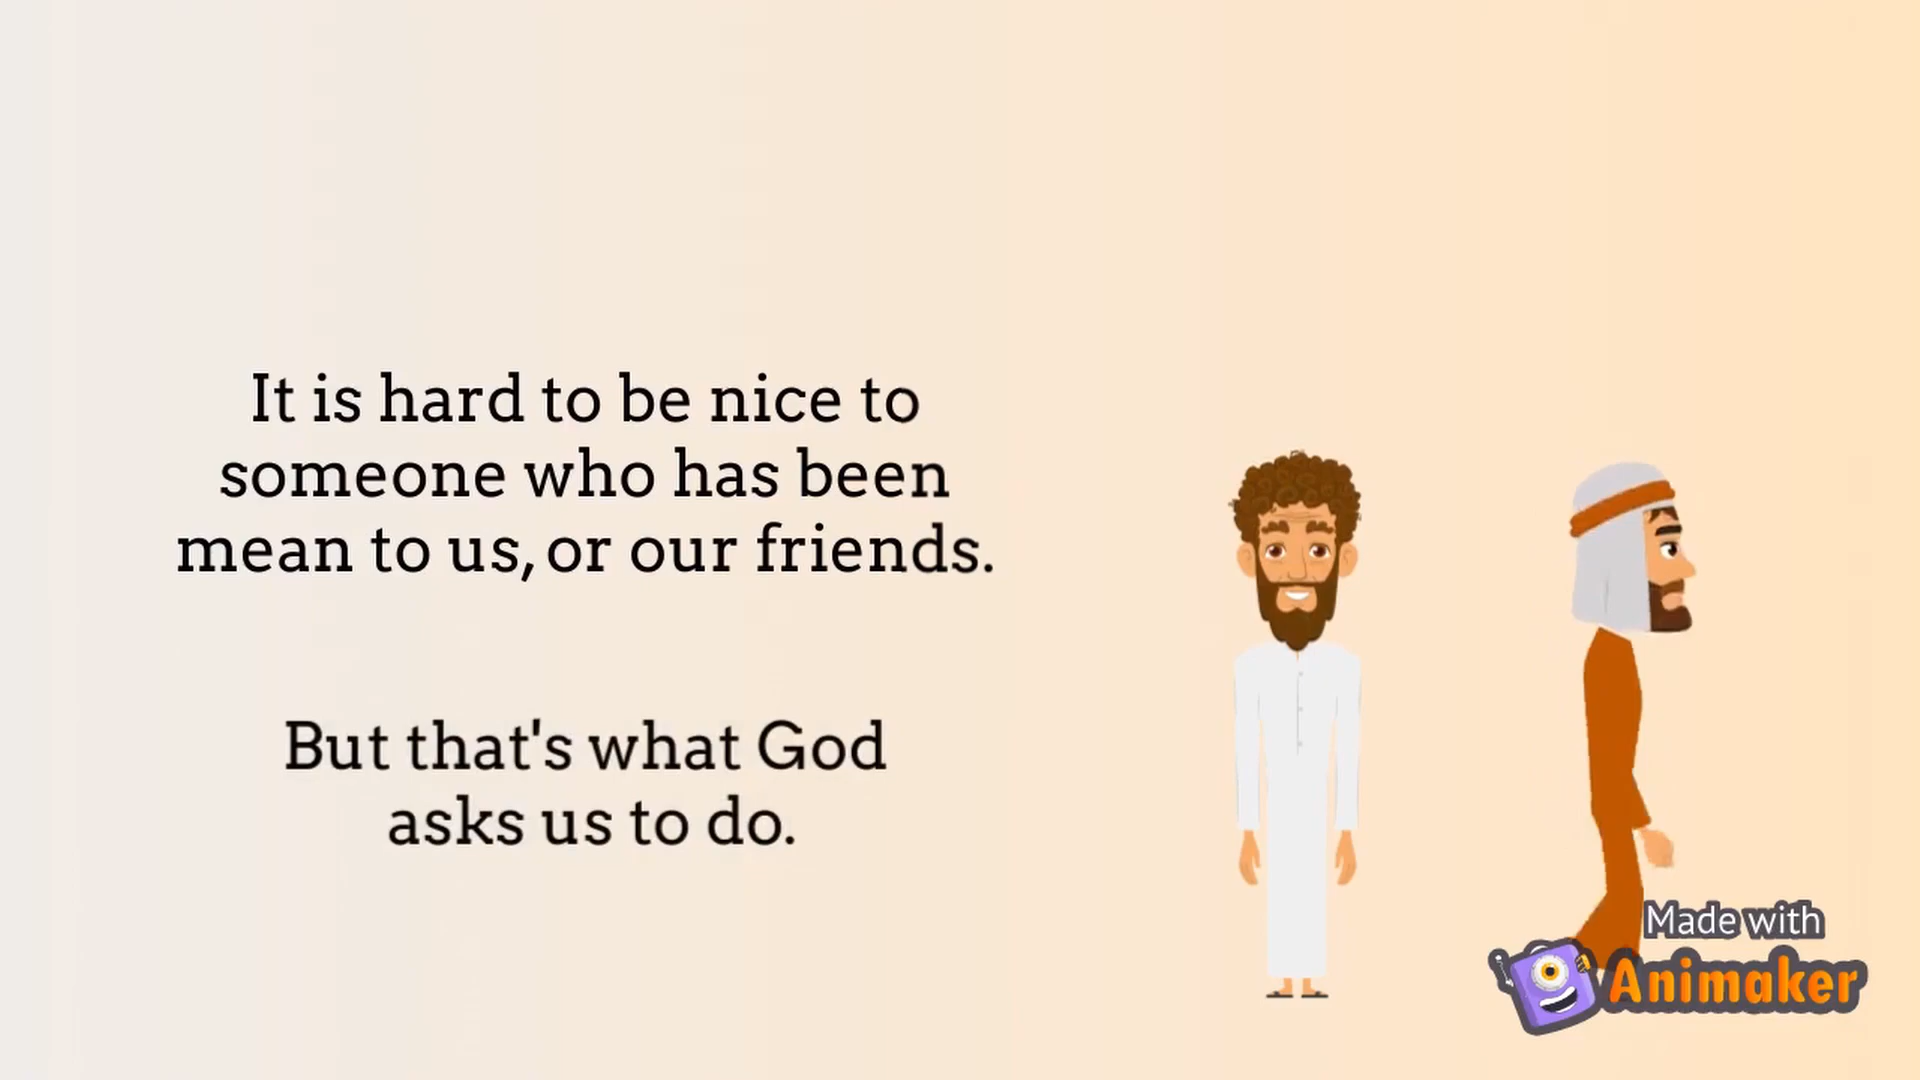 It is hard to be nice to
someone who has been
mean to us, or our friends.
But that's what God
asks us to do.
Made with
Animaker